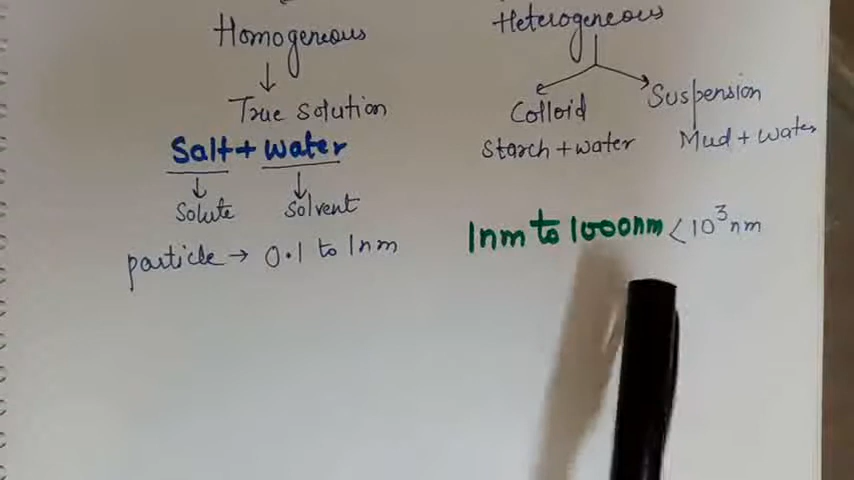 Homogeneous
True solution
Salt + water
Solute
Solvent
particle → 0.1 to 1nm
Heterogeneous
Colloid
Suspension
Starch + water
Mud + water
1nm to 1000nm
< 10³nm